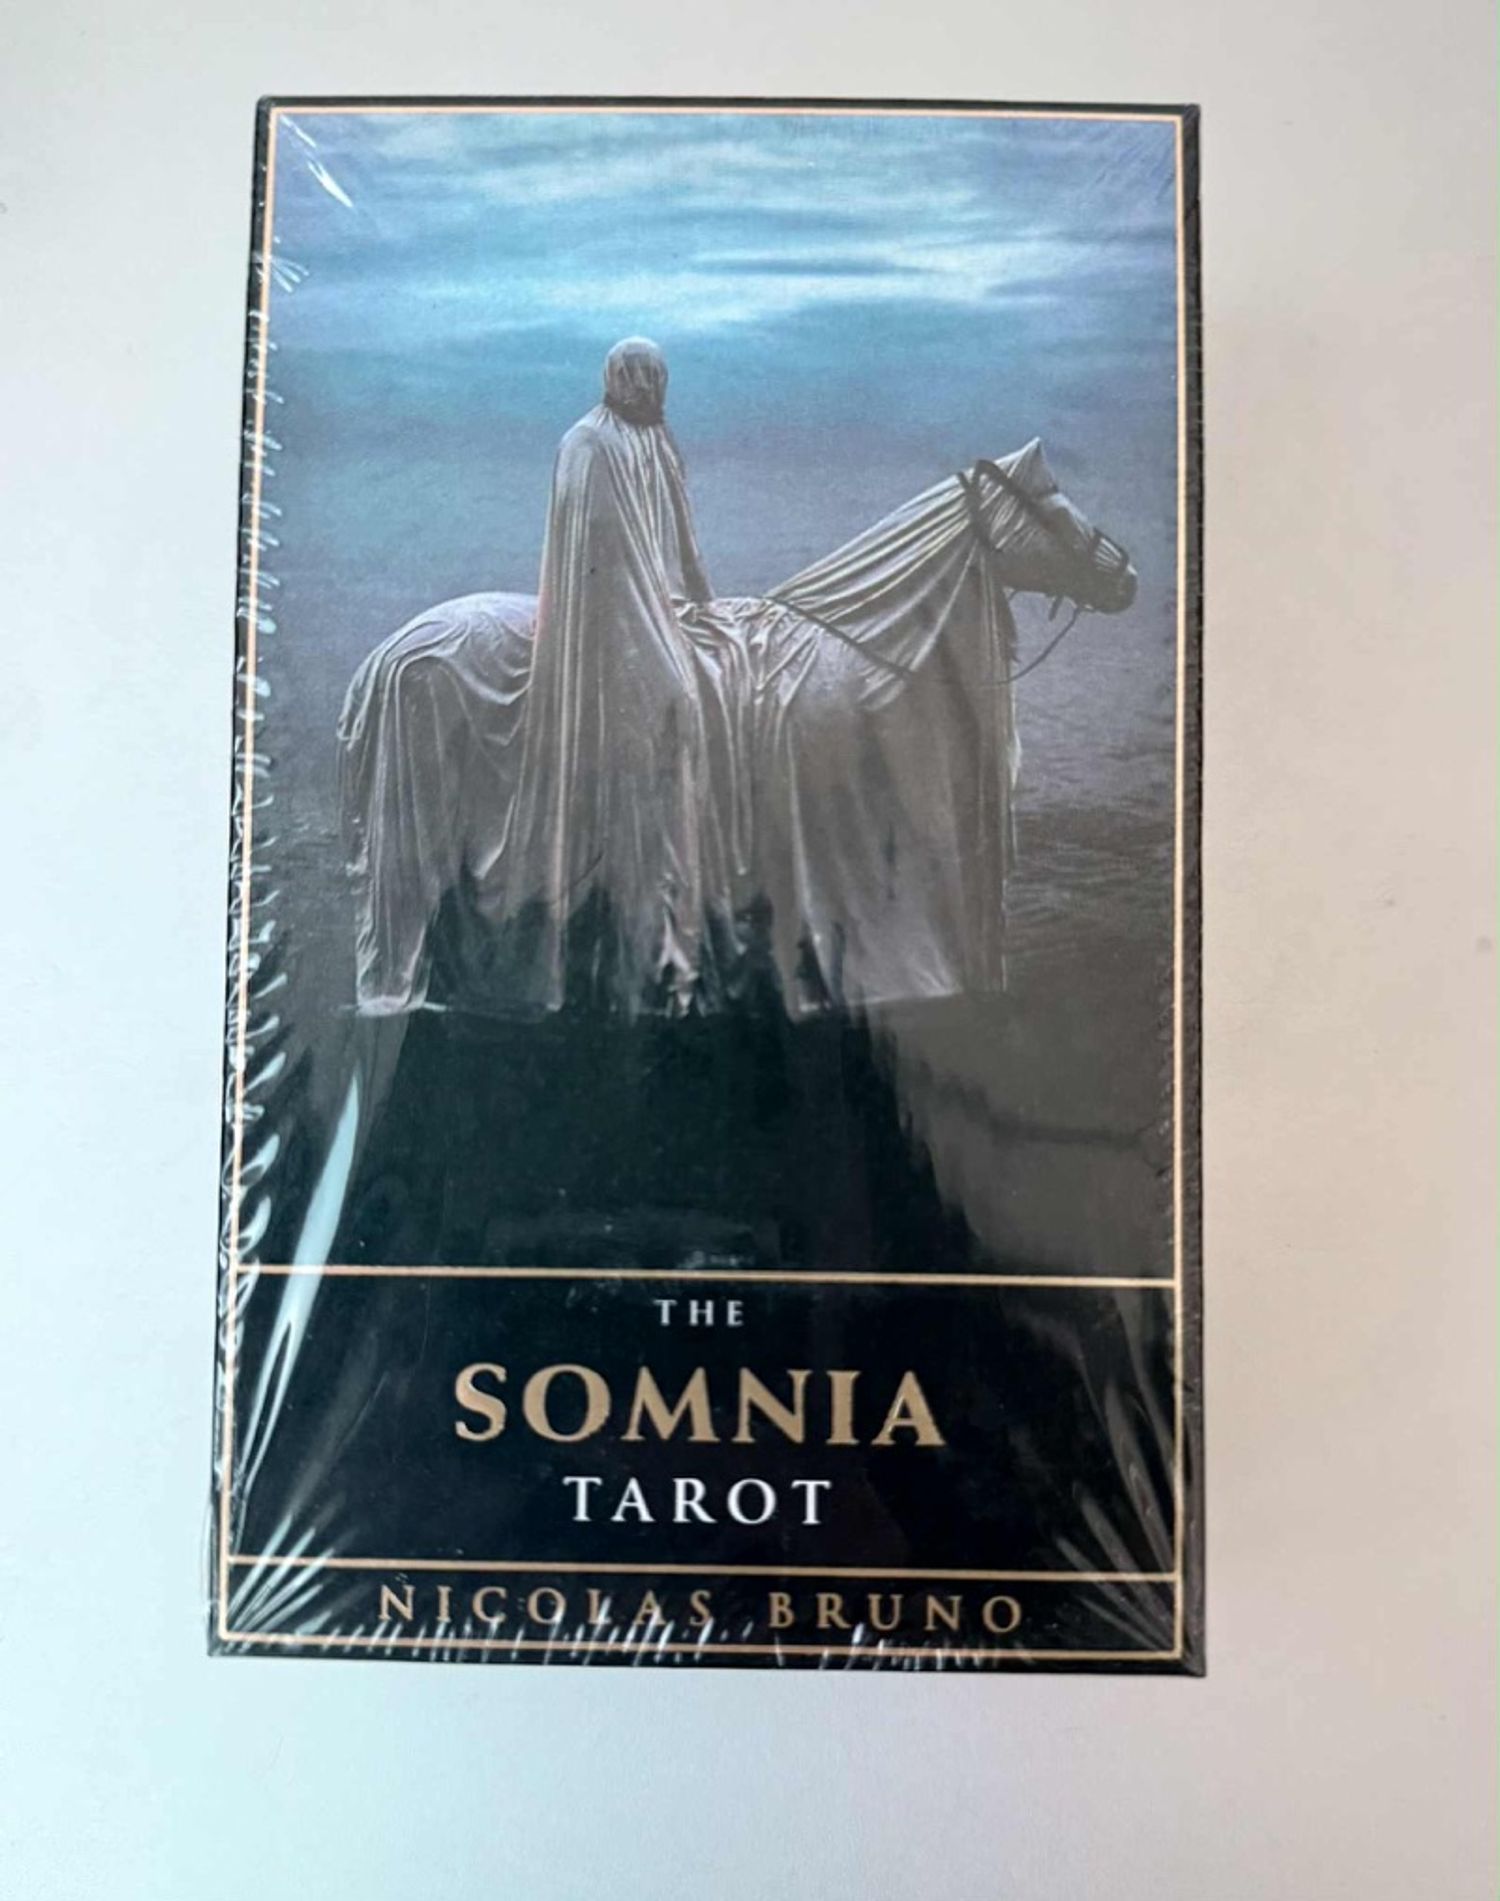 THE
SOMNIA
TAROT
NICOLAS BRUNO